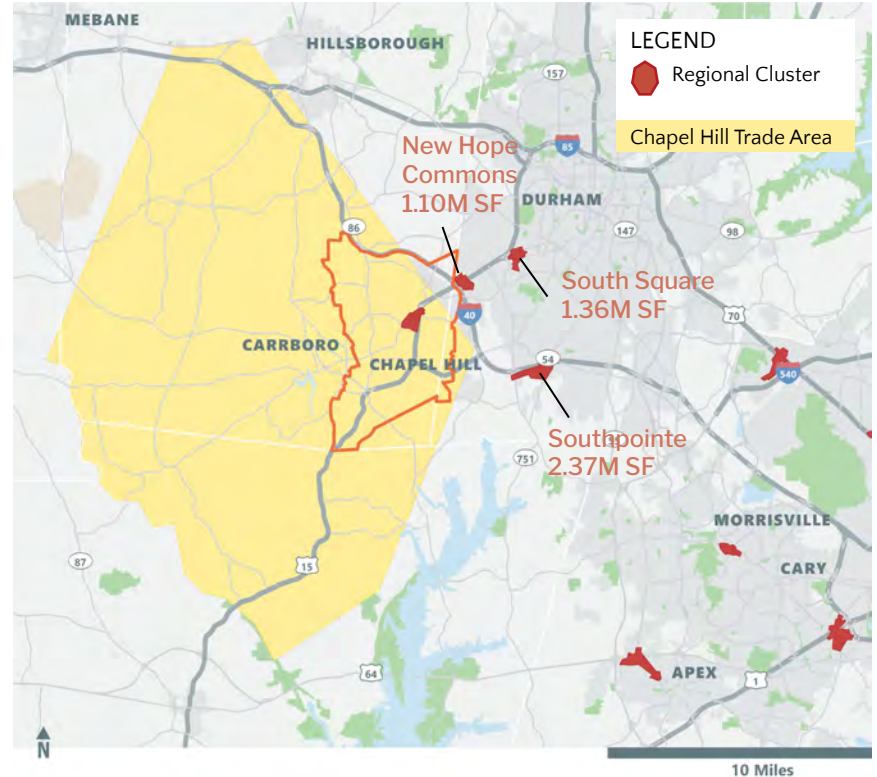 MEBANE
HILLSBOROUGH
LEGEND
Regional Cluster
Chapel Hill Trade Area
157
85
New Hope
Commons
1.10M SF
DURHAM
147
98
86
South Square
1.36M SF
40
70
CARRBORO
CHAPEL HILL
54
540
Southpointe
2.37M SF
751
MORRISVILLE
87
15
CARY
64
APEX
1
N
10 Miles